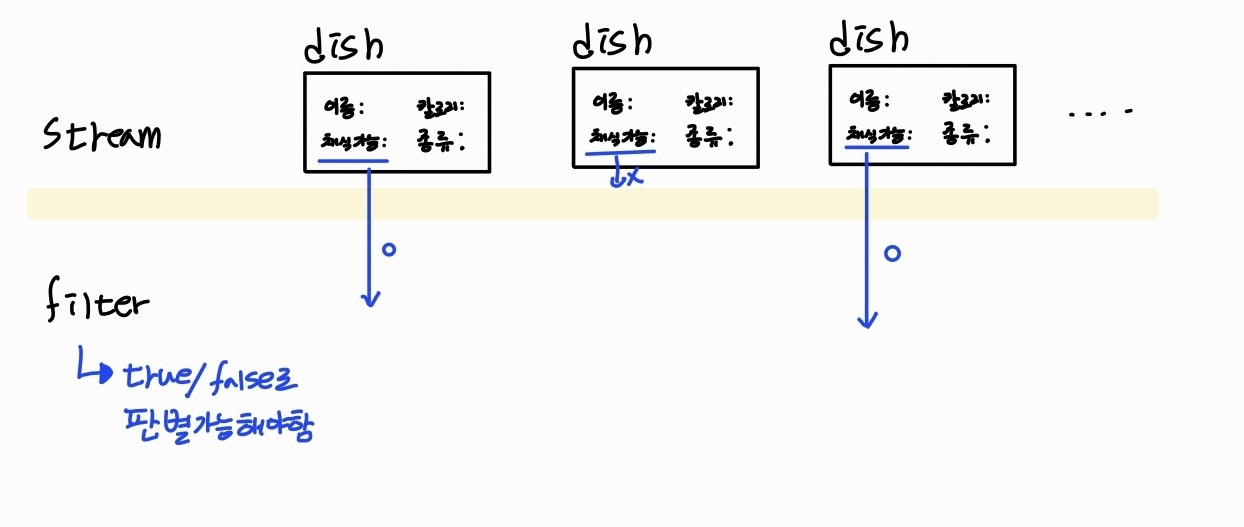 dish
dish
dish
이름: 칼로리:
채식가능: 종류:
이름: 칼로리:
채식가능: 종류:
이름: 칼로리:
채식가능: 종류:
....
Stream
x
o
o
filter
true/false로
판별가능해야함